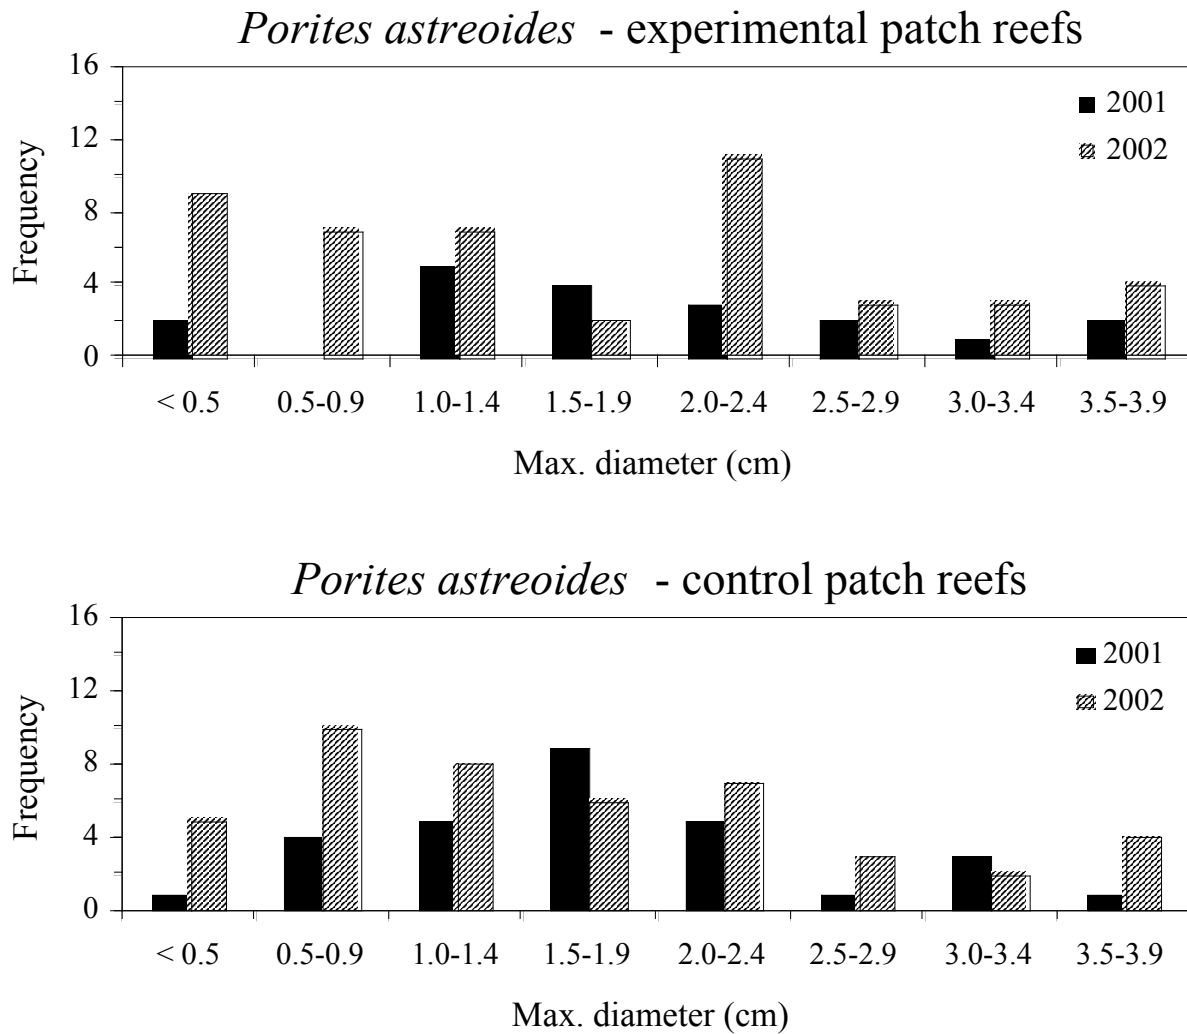 Porites astreoides - experimental patch reefs
16
12
8
4
0
Frequency
2001
2002
< 0.5 0.5-0.9 1.0-1.4 1.5-1.9 2.0-2.4 2.5-2.9 3.0-3.4 3.5-3.9
Max. diameter (cm)
Porites astreoides - control patch reefs
16
12
8
4
0
Frequency
2001
2002
< 0.5 0.5-0.9 1.0-1.4 1.5-1.9 2.0-2.4 2.5-2.9 3.0-3.4 3.5-3.9
Max. diameter (cm)